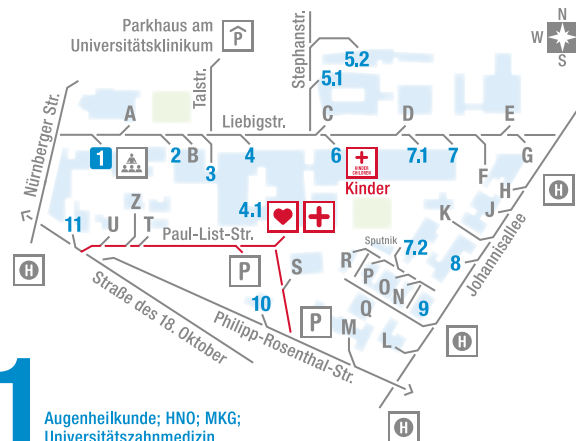 Parkhaus am
Universitätsklinikum
P
N
W
S
Stephanstr.
5.2
5.1
Talstr.
Nürnberger Str.
A
Liebigstr.
C
D
E
1
2
B
3
4
6
KINDER
CHILDREN
Kinder
7.1
7
F
G
H
H
4.1
Z
11
U
T
Paul-List-Str.
K
J
Johannisallee
H
P
S
Sputnik
7.2
R
P
O
N
8
9
Straße des 18. Oktober
10
Philipp-Rosenthal-Str.
P
Q
M
L
H
H
1
Augenheilkunde; HNO; MKG;
Universitätszahnmedizin